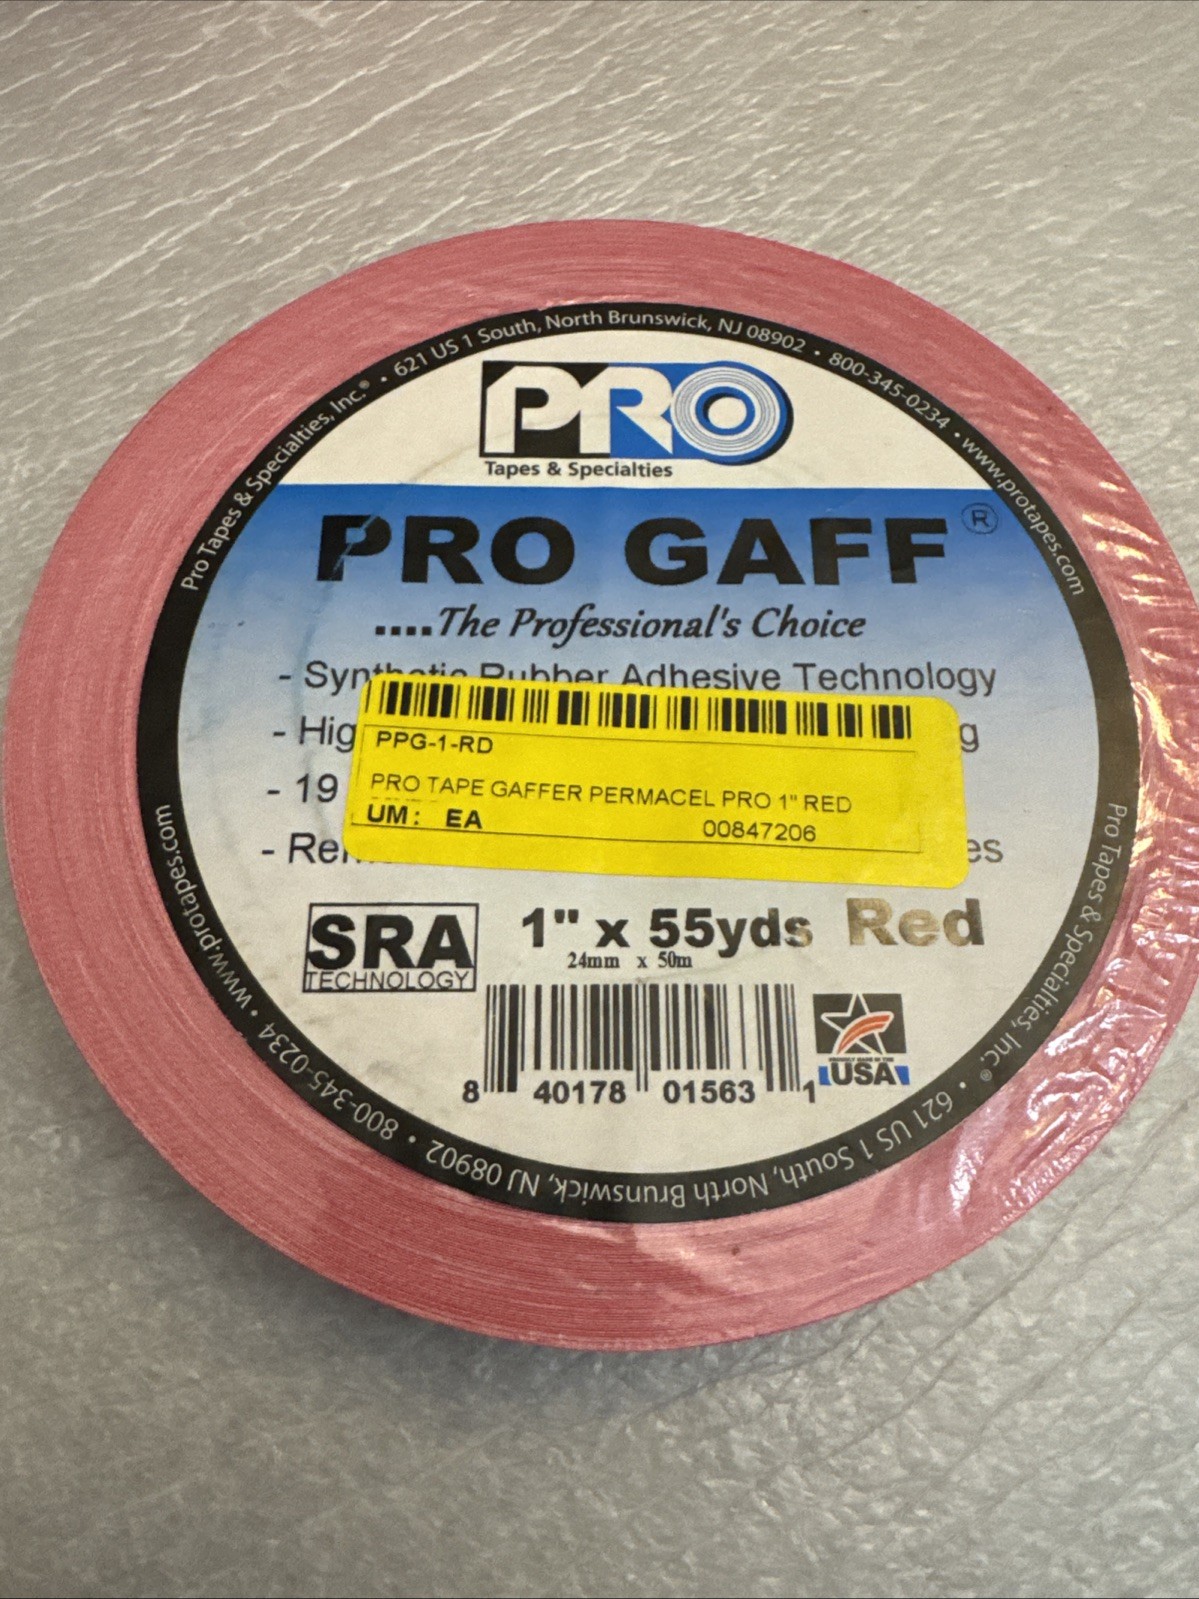 Pro Tapes & Specialties, Inc.® • 621 US 1 South, North Brunswick, NJ 08902 • 800-345-0234 • www.protapes.com
PRO
Tapes & Specialties
PRO GAFF®
....The Professional's Choice
- Synthetic Rubber Adhesive Technology
- Hig g
PPG-1-RD
- 19
PRO TAPE GAFFER PERMACEL PRO 1" RED
UM: EA 00847206
- Re es
SRA
TECHNOLOGY
1" x 55yds Red
24mm x 50m
PROUDLY MADE IN THE
USA
8 40178 01563 1
Pro Tapes & Specialties, Inc.® • 621 US 1 South, North Brunswick, NJ 08902 • 800-345-0234 • www.protapes.com